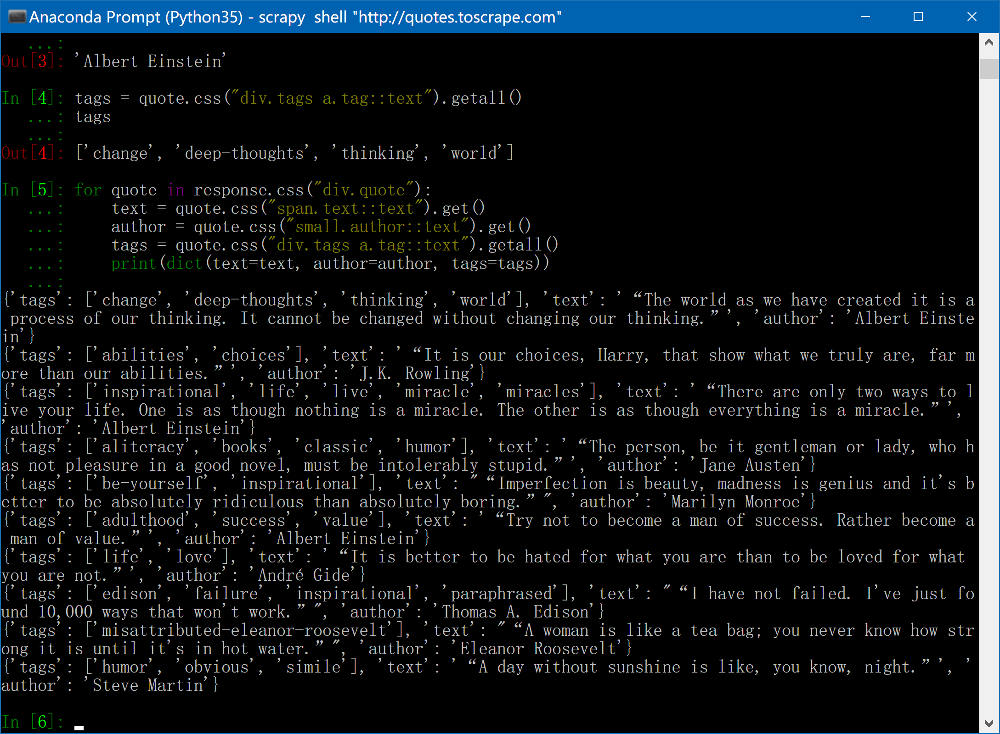 Anaconda Prompt (Python35) - scrapy  shell "http://quotes.toscrape.com"
   ...:
Out[3]: 'Albert Einstein'
In [4]: tags = quote.css("div.tags a.tag::text").getall()
   ...: tags
   ...:
Out[4]: ['change', 'deep-thoughts', 'thinking', 'world']
In [5]: for quote in response.css("div.quote"):
   ...:     text = quote.css("span.text::text").get()
   ...:     author = quote.css("small.author::text").get()
   ...:     tags = quote.css("div.tags a.tag::text").getall()
   ...:     print(dict(text=text, author=author, tags=tags))
   ...:
{'tags': ['change', 'deep-thoughts', 'thinking', 'world'], 'text': '“The world as we have created it is a
 process of our thinking. It cannot be changed without changing our thinking.”', 'author': 'Albert Einste
in'}
{'tags': ['abilities', 'choices'], 'text': '“It is our choices, Harry, that show what we truly are, far m
ore than our abilities.”', 'author': 'J.K. Rowling'}
{'tags': ['inspirational', 'life', 'live', 'miracle', 'miracles'], 'text': '“There are only two ways to l
ive your life. One is as though nothing is a miracle. The other is as though everything is a miracle.”',
'author': 'Albert Einstein'}
{'tags': ['aliteracy', 'books', 'classic', 'humor'], 'text': '“The person, be it gentleman or lady, who h
as not pleasure in a good novel, must be intolerably stupid.”', 'author': 'Jane Austen'}
{'tags': ['be-yourself', 'inspirational'], 'text': "“Imperfection is beauty, madness is genius and it's b
etter to be absolutely ridiculous than absolutely boring.”", 'author': 'Marilyn Monroe'}
{'tags': ['adulthood', 'success', 'value'], 'text': '“Try not to become a man of success. Rather become a
 man of value.”', 'author': 'Albert Einstein'}
{'tags': ['life', 'love'], 'text': '“It is better to be hated for what you are than to be loved for what
you are not.”', 'author': 'André Gide'}
{'tags': ['edison', 'failure', 'inspirational', 'paraphrased'], 'text': "“I have not failed. I've just fo
und 10,000 ways that won't work.”", 'author': 'Thomas A. Edison'}
{'tags': ['misattributed-eleanor-roosevelt'], 'text': "“A woman is like a tea bag; you never know how str
ong it is until it's in hot water.”", 'author': 'Eleanor Roosevelt'}
{'tags': ['humor', 'obvious', 'simile'], 'text': '“A day without sunshine is like, you know, night.”', '
author': 'Steve Martin'}
In [6]: